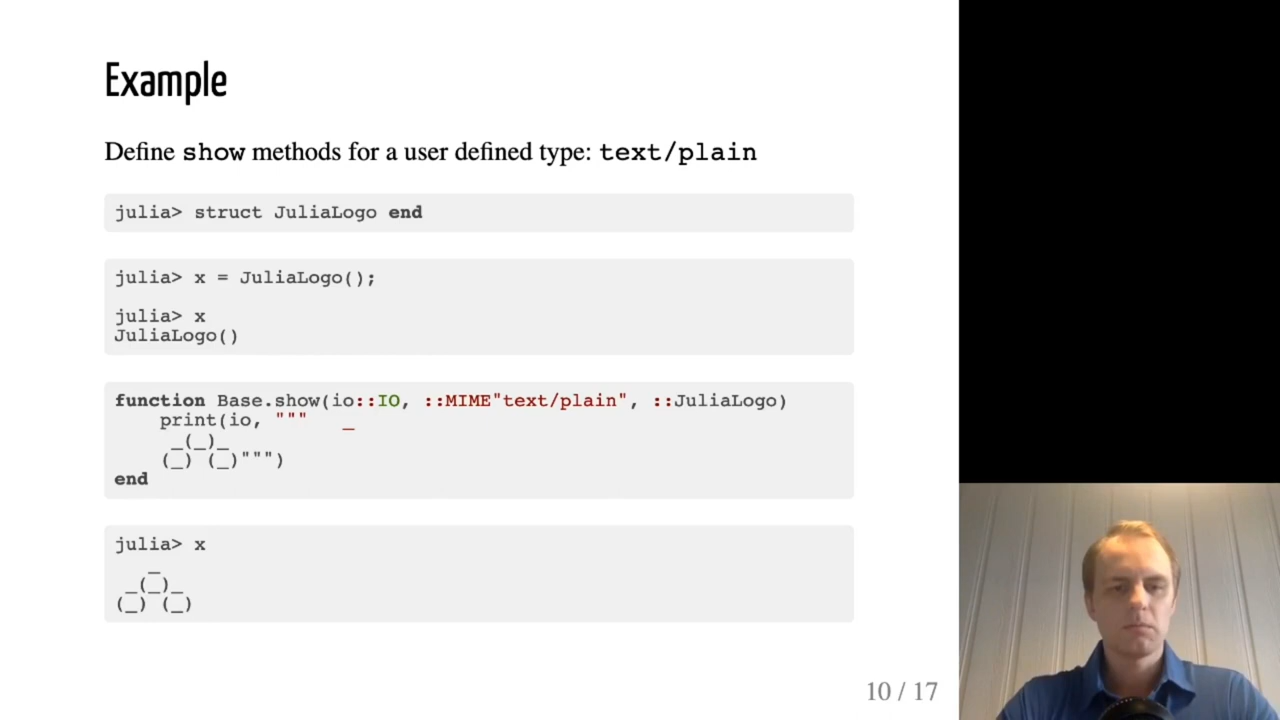 Example
Define show methods for a user defined type: text/plain
julia> struct JuliaLogo end
julia> x = JuliaLogo();
julia> x
JuliaLogo()
function Base.show(io::IO, ::MIME"text/plain", ::JuliaLogo)
    print(io, """   _
     _(_)_
    (_) (_)""")
end
julia> x
   _
 _(_)_
(_) (_)
10 / 17